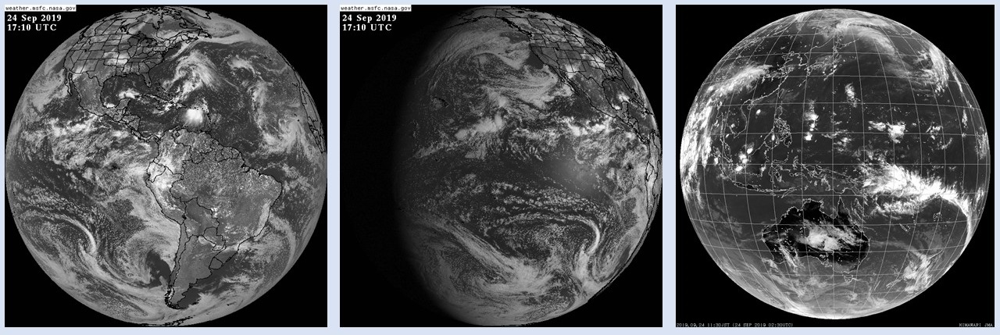 weather.msfc.nasa.gov
24 Sep 2019
17:10 UTC
weather.msfc.nasa.gov
24 Sep 2019
17:10 UTC
2019.09.24 11:30JST (24 SEP 2019 02:30UTC)
HIMAWARI JMA